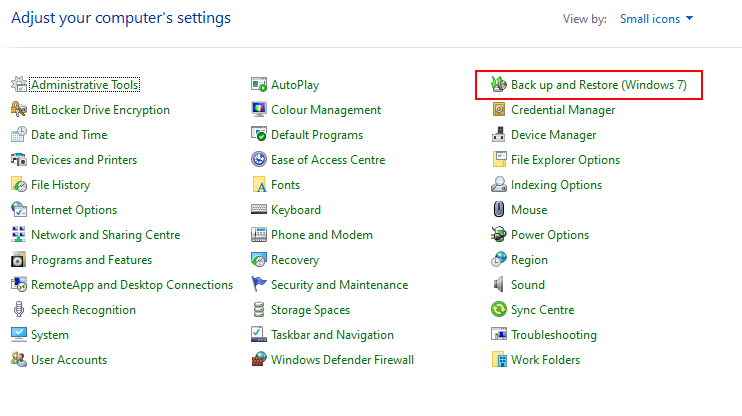 Adjust your computer's settings
View by: Small icons
Administrative Tools
AutoPlay
Back up and Restore (Windows 7)
BitLocker Drive Encryption
Colour Management
Credential Manager
Date and Time
Default Programs
Device Manager
Devices and Printers
Ease of Access Centre
File Explorer Options
File History
Fonts
Indexing Options
Internet Options
Keyboard
Mouse
Network and Sharing Centre
Phone and Modem
Power Options
Programs and Features
Recovery
Region
RemoteApp and Desktop Connections
Security and Maintenance
Sound
Speech Recognition
Storage Spaces
Sync Centre
System
Taskbar and Navigation
Troubleshooting
User Accounts
Windows Defender Firewall
Work Folders